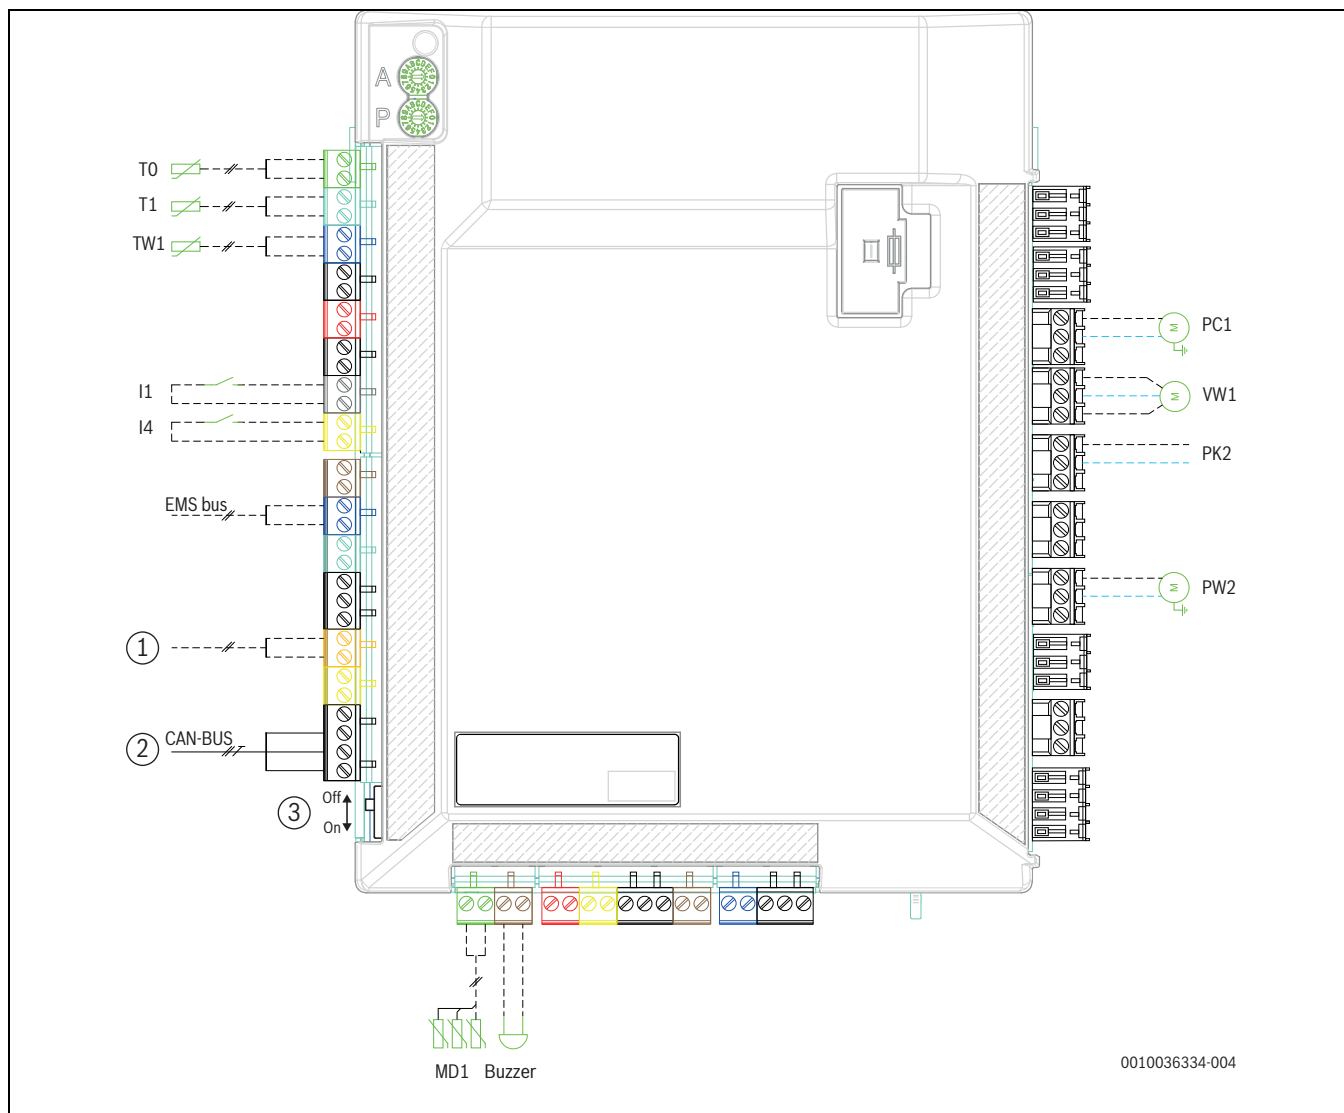 A
P
T0
T1
TW1
I1
I4
EMS bus
1
2 CAN-BUS
3 Off
On
PC1
M
VW1
M
PK2
PW2
M
MD1 Buzzer
0010036334-004